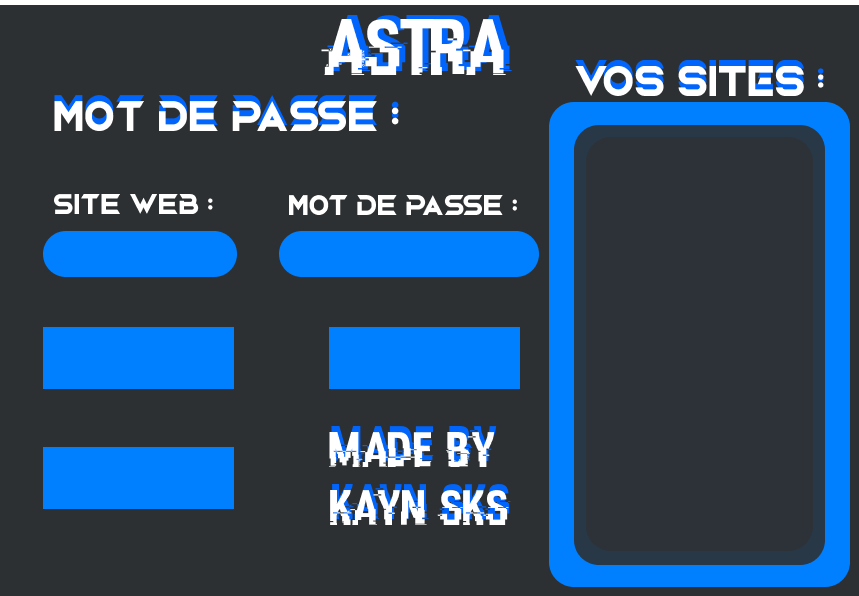 ASTRA
MOT DE PASSE :
VOS SITES :
SITE WEB :
MOT DE PASSE :
MADE BY
KAYN SKS